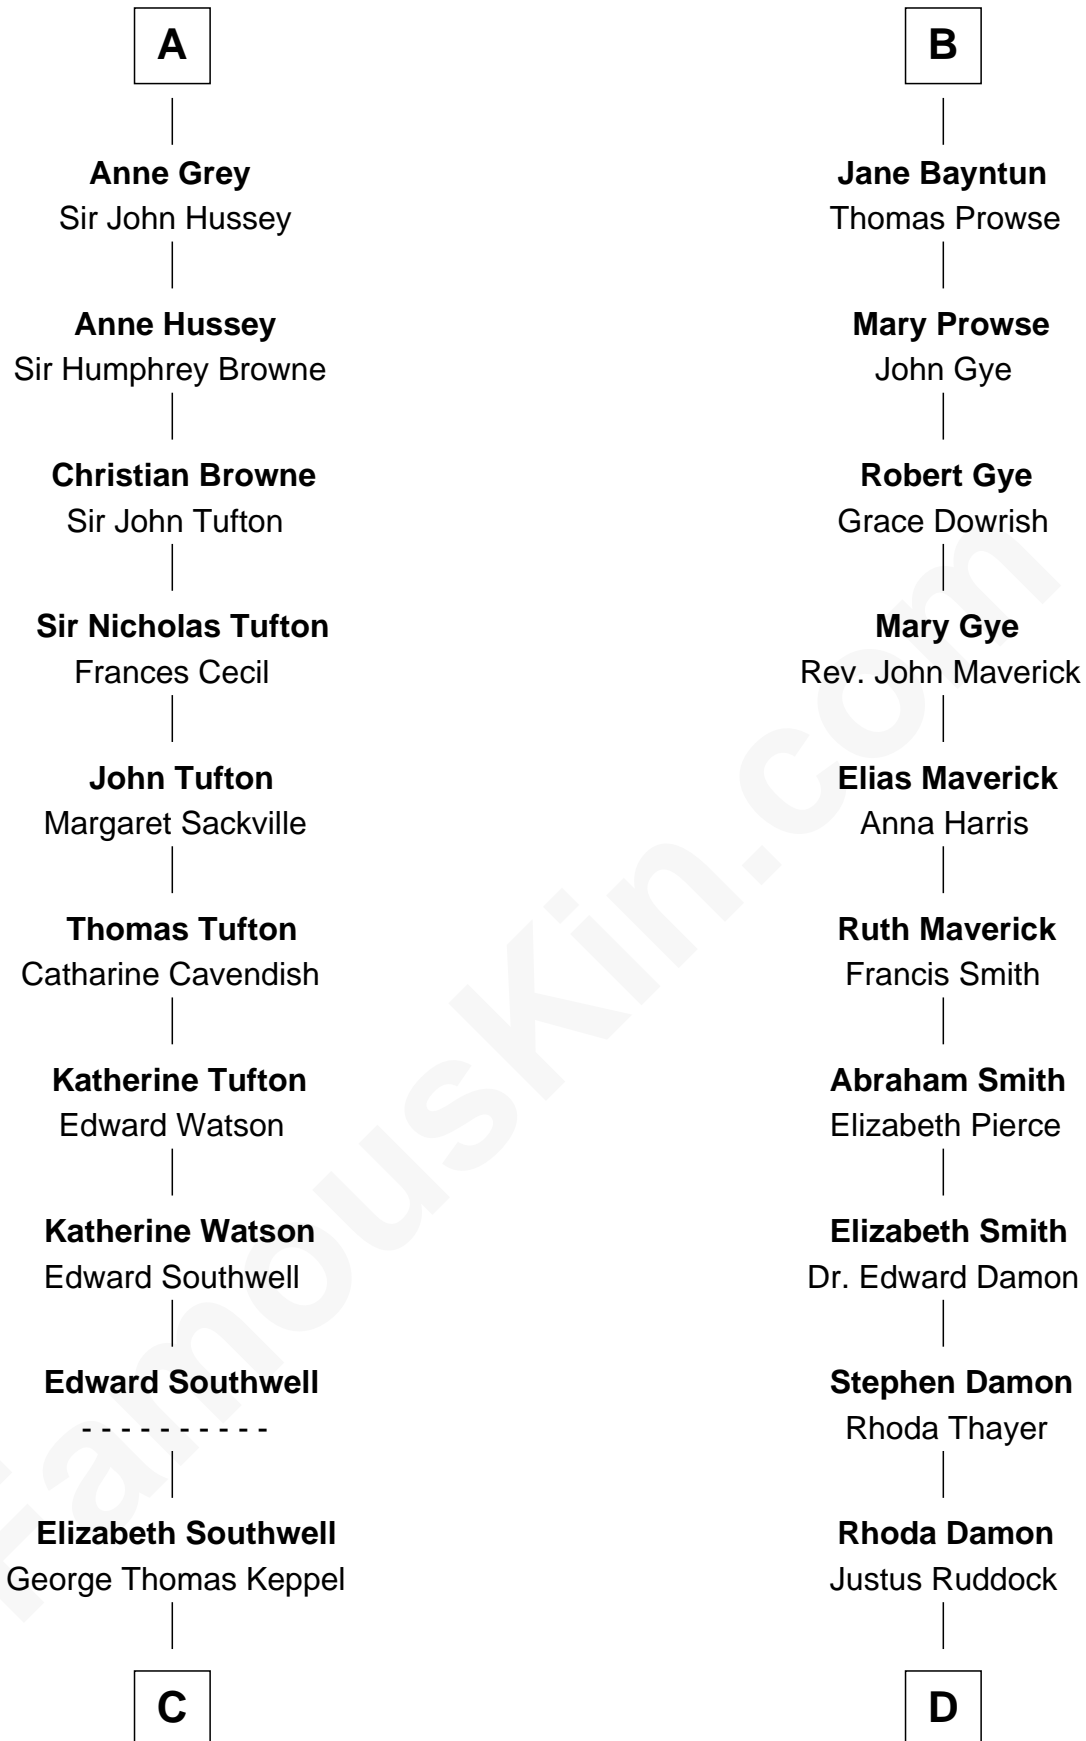 A
Anne Grey
Sir John Hussey
Anne Hussey
Sir Humphrey Browne
Christian Browne
Sir John Tufton
Sir Nicholas Tufton
Frances Cecil
John Tufton
Margaret Sackville
Thomas Tufton
Catharine Cavendish
Katherine Tufton
Edward Watson
Katherine Watson
Edward Southwell
Edward Southwell
- - - - - - - - - -
Elizabeth Southwell
George Thomas Keppel
C
B
Jane Bayntun
Thomas Prowse
Mary Prowse
John Gye
Robert Gye
Grace Dowrish
Mary Gye
Rev. John Maverick
Elias Maverick
Anna Harris
Ruth Maverick
Francis Smith
Abraham Smith
Elizabeth Pierce
Elizabeth Smith
Dr. Edward Damon
Stephen Damon
Rhoda Thayer
Rhoda Damon
Justus Ruddock
D
FamousKin.com